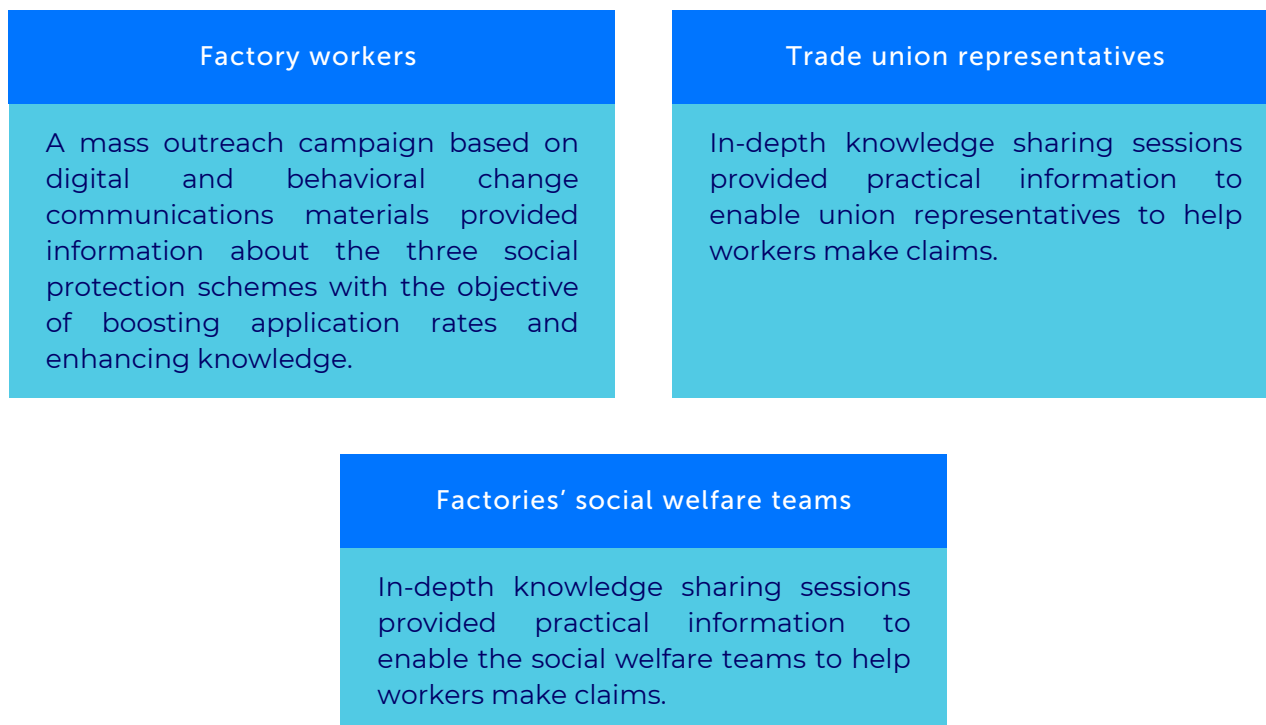 Factory workers
A mass outreach campaign based on
digital and behavioral change
communications materials provided
information about the three social
protection schemes with the objective
of boosting application rates and
enhancing knowledge.
Trade union representatives
In-depth knowledge sharing sessions
provided practical information to
enable union representatives to help
workers make claims.
Factories’ social welfare teams
In-depth knowledge sharing sessions
provided practical information to
enable the social welfare teams to help
workers make claims.